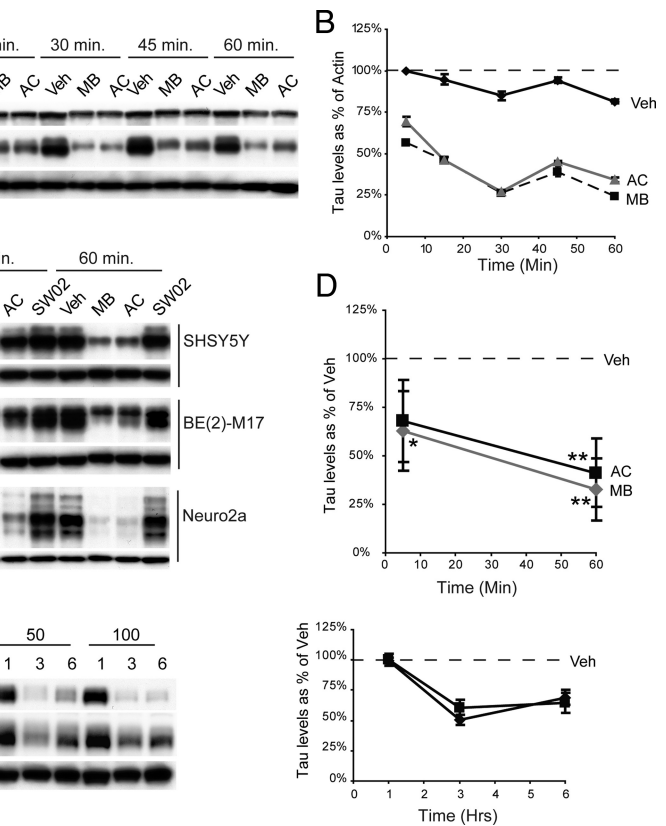 B
nin. 30 min. 45 min. 60 min.
B AC Veh MB AC Veh MB AC Veh MB AC
Tau levels as % of Actin
125%
100%
75%
50%
25%
0%
Veh
AC
MB
0 10 20 30 40 50 60
Time (Min)
n. 60 min.
AC SW02 Veh MB AC SW02
SHSY5Y
BE(2)-M17
Neuro2a
D
Tau levels as % of Veh
125%
100%
75%
50%
25%
0%
Veh
*
**
AC
MB
**
0 10 20 30 40 50 60
Time (Min)
50 100
1 3 6 1 3 6
Tau levels as % of Veh
125%
100%
75%
50%
25%
0%
Veh
0 1 2 3 4 5 6
Time (Hrs)